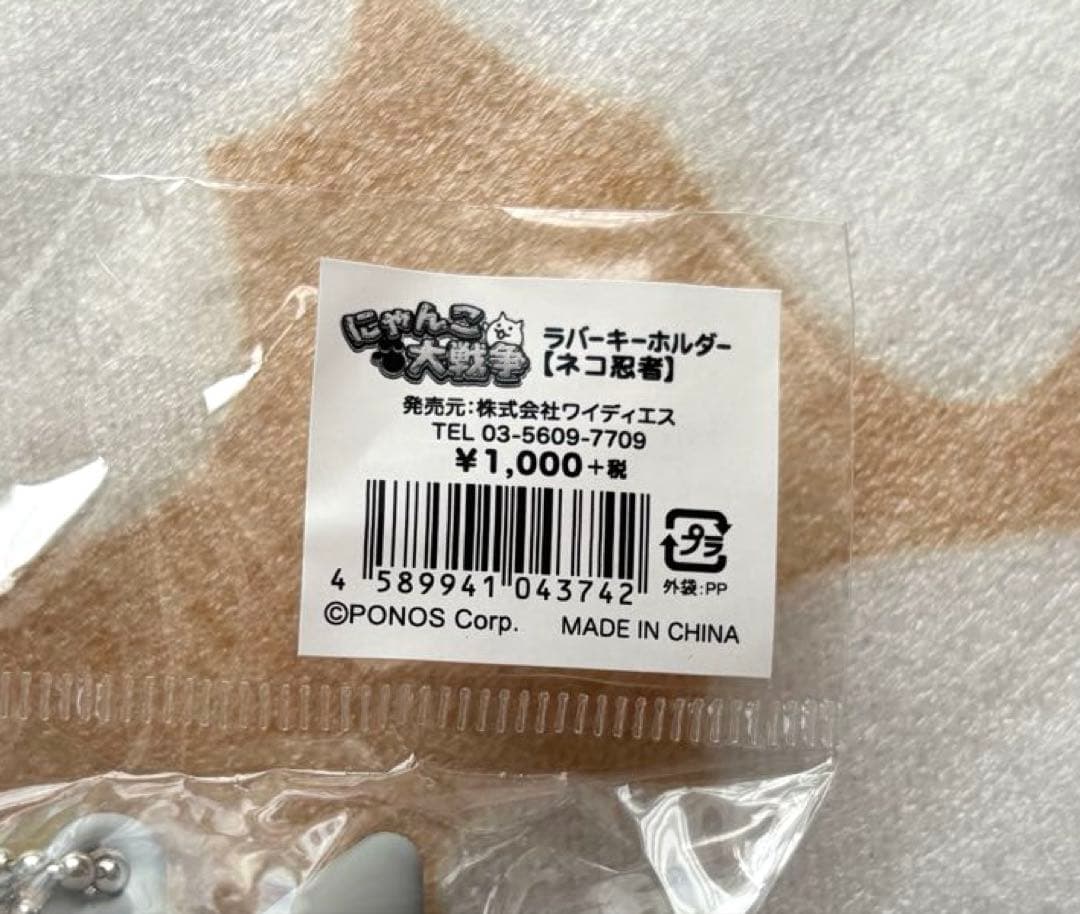 にゃんこ
大戦争
ラバーキーホルダー
【ネコ忍者】
発売元:株式会社ワイディエス
TEL 03-5609-7709
¥1,000+税
4 589941 043742
プラ
外袋:PP
©PONOS Corp.
MADE IN CHINA